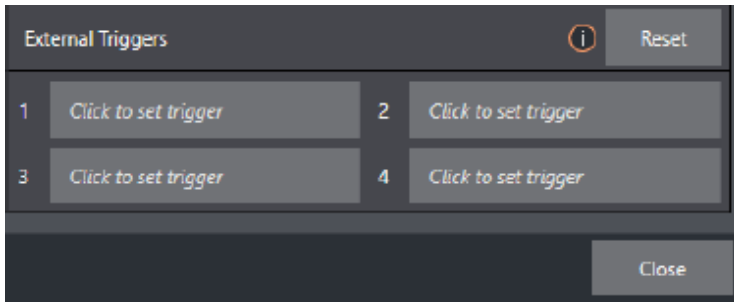 External Triggers
i
Reset
1
Click to set trigger
2
Click to set trigger
3
Click to set trigger
4
Click to set trigger
Close